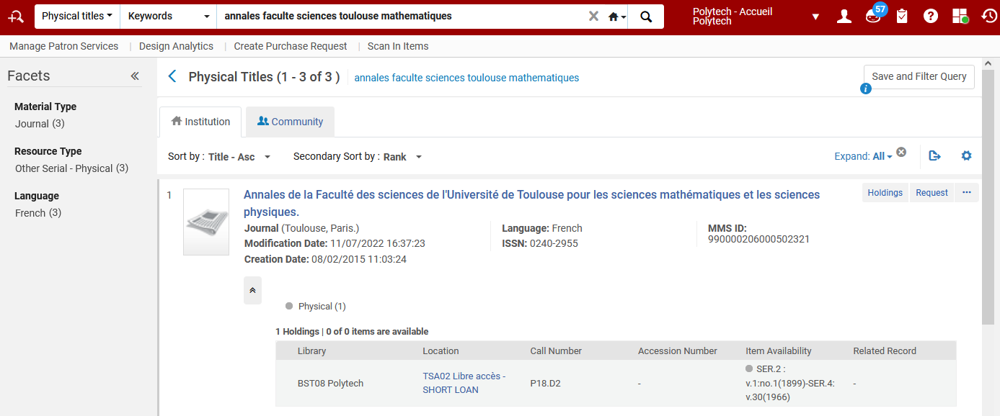 Physical titles Keywords annales faculte sciences toulouse mathematiques
Polytech - Accueil
Polytech
57
Manage Patron Services | Design Analytics | Create Purchase Request | Scan In Items
Facets
Material Type
Journal (3)
Resource Type
Other Serial - Physical (3)
Language
French (3)
Physical Titles (1 - 3 of 3 ) annales faculte sciences toulouse mathematiques
Save and Filter Query
Institution Community
Sort by : Title - Asc Secondary Sort by : Rank Expand: All
1
Annales de la Faculté des sciences de l'Université de Toulouse pour les sciences mathématiques et les sciences
physiques.
Holdings Request
Journal (Toulouse, Paris.) Language: French MMS ID:
Modification Date: 11/07/2022 16:37:23 ISSN: 0240-2955 990000206000502321
Creation Date: 08/02/2015 11:03:24
Physical (1)
1 Holdings | 0 of 0 items are available
Library Location Call Number Accession Number Item Availability Related Record
BST08 Polytech
TSA02 Libre accès -
SHORT LOAN
P18.D2
-
SER.2 :
v.1:no.1(1899)-SER.4:
v.30(1966)
-